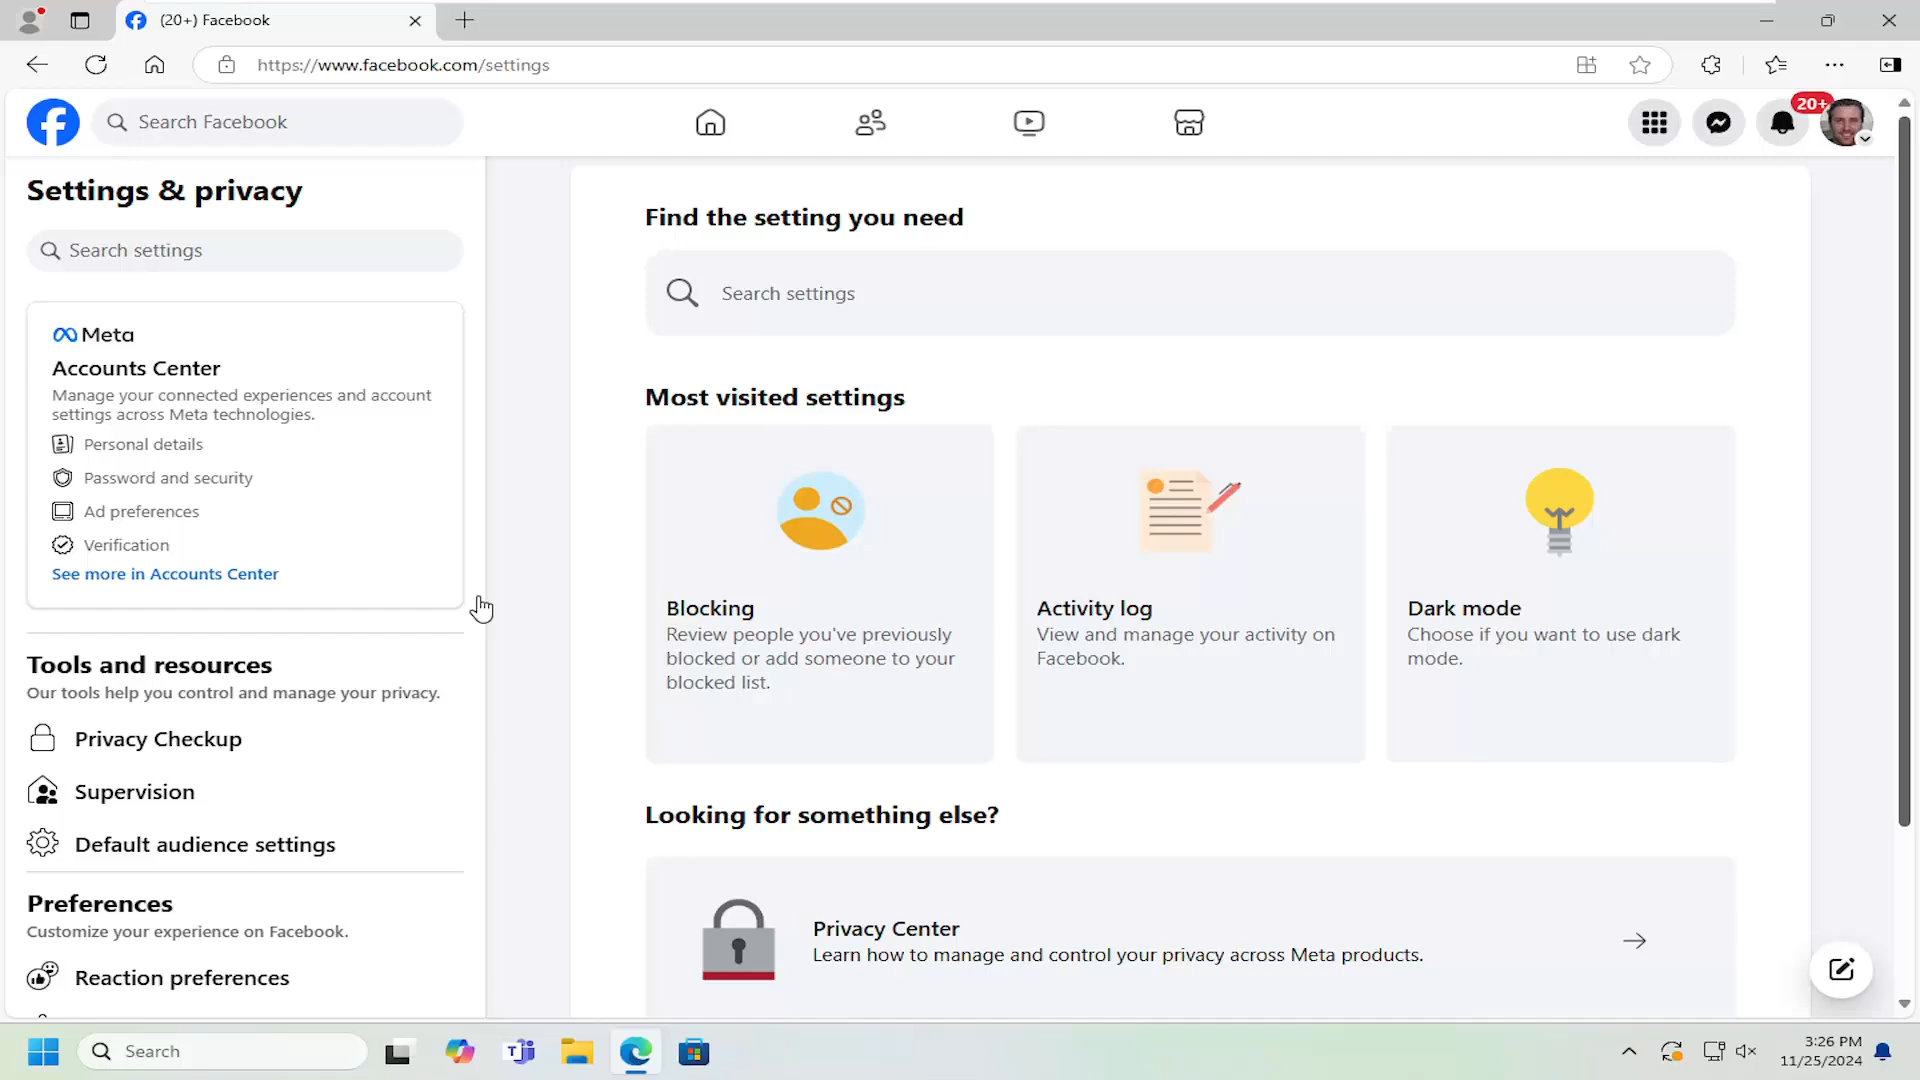 (20+) Facebook
https://www.facebook.com/settings
Search Facebook
20+
Settings & privacy
Search settings
Meta
Accounts Center
Manage your connected experiences and account
settings across Meta technologies.
Personal details
Password and security
Ad preferences
Verification
See more in Accounts Center
Tools and resources
Our tools help you control and manage your privacy.
Privacy Checkup
Supervision
Default audience settings
Preferences
Customize your experience on Facebook.
Reaction preferences
Find the setting you need
Search settings
Most visited settings
Blocking
Review people you've previously
blocked or add someone to your
blocked list.
Activity log
View and manage your activity on
Facebook.
Dark mode
Choose if you want to use dark
mode.
Looking for something else?
Privacy Center
Learn how to manage and control your privacy across Meta products.
Search
3:26 PM
11/25/2024